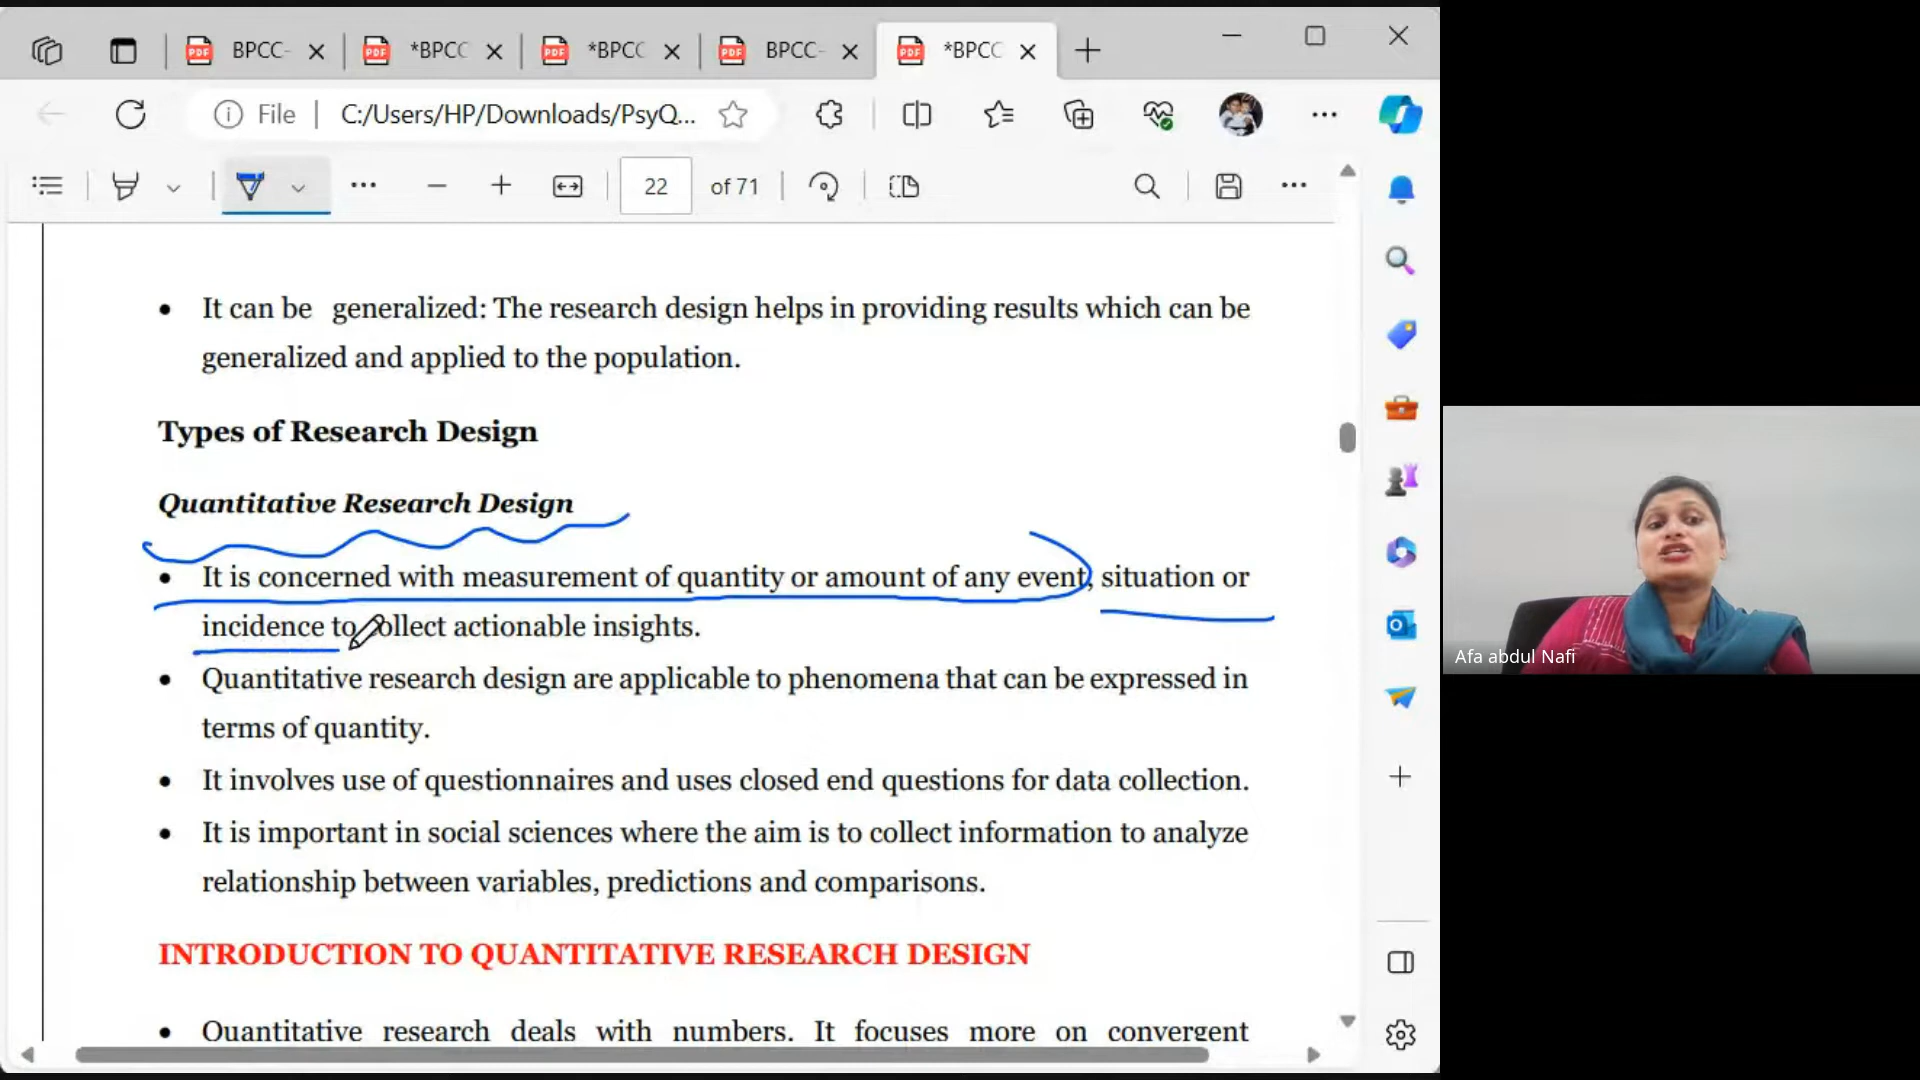 BPCC-
*BPCC
*BPCC
BPCC-
*BPCC
File
C:/Users/HP/Downloads/PsyQ...
22
of 71
It can be generalized: The research design helps in providing results which can be
generalized and applied to the population.
Types of Research Design
Quantitative Research Design
It is concerned with measurement of quantity or amount of any event, situation or
incidence to collect actionable insights.
Quantitative research design are applicable to phenomena that can be expressed in
terms of quantity.
It involves use of questionnaires and uses closed end questions for data collection.
It is important in social sciences where the aim is to collect information to analyze
relationship between variables, predictions and comparisons.
INTRODUCTION TO QUANTITATIVE RESEARCH DESIGN
Quantitative research deals with numbers. It focuses more on convergent
Afa abdul Nafi